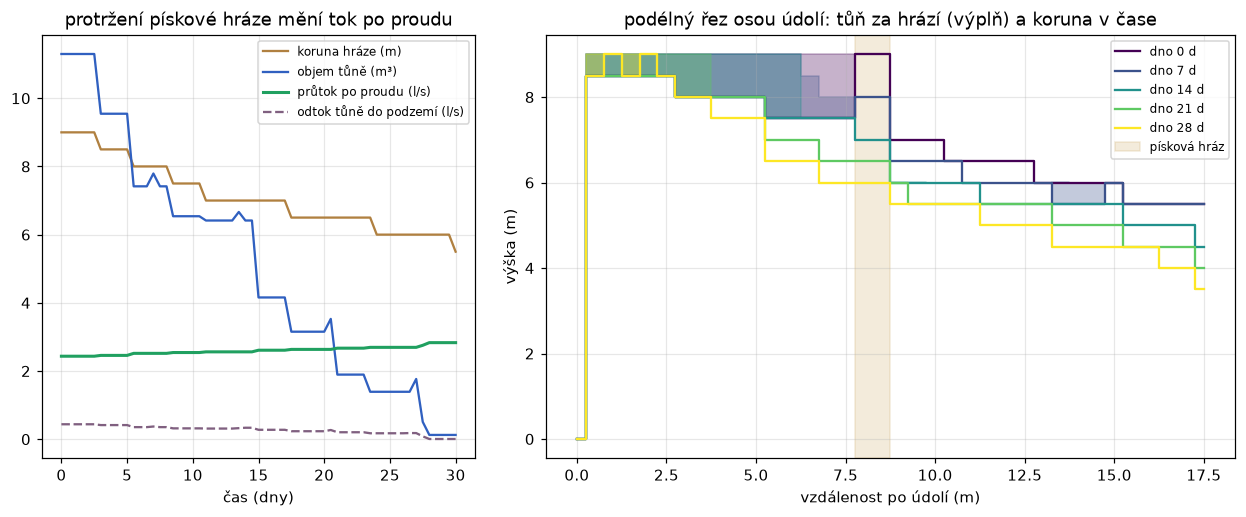 protržení pískové hráze mění tok po proudu
koruna hráze (m)
objem tůně (m³)
průtok po proudu (l/s)
odtok tůně do podzemí (l/s)
10
8
6
4
2
0
0 5 10 15 20 25 30
čas (dny)
podélný řez osou údolí: tůň za hrází (výplň) a koruna v čase
dno 0 d
dno 7 d
dno 14 d
dno 21 d
dno 28 d
písková hráz
výška (m)
8
6
4
2
0
0.0 2.5 5.0 7.5 10.0 12.5 15.0 17.5
vzdálenost po údolí (m)